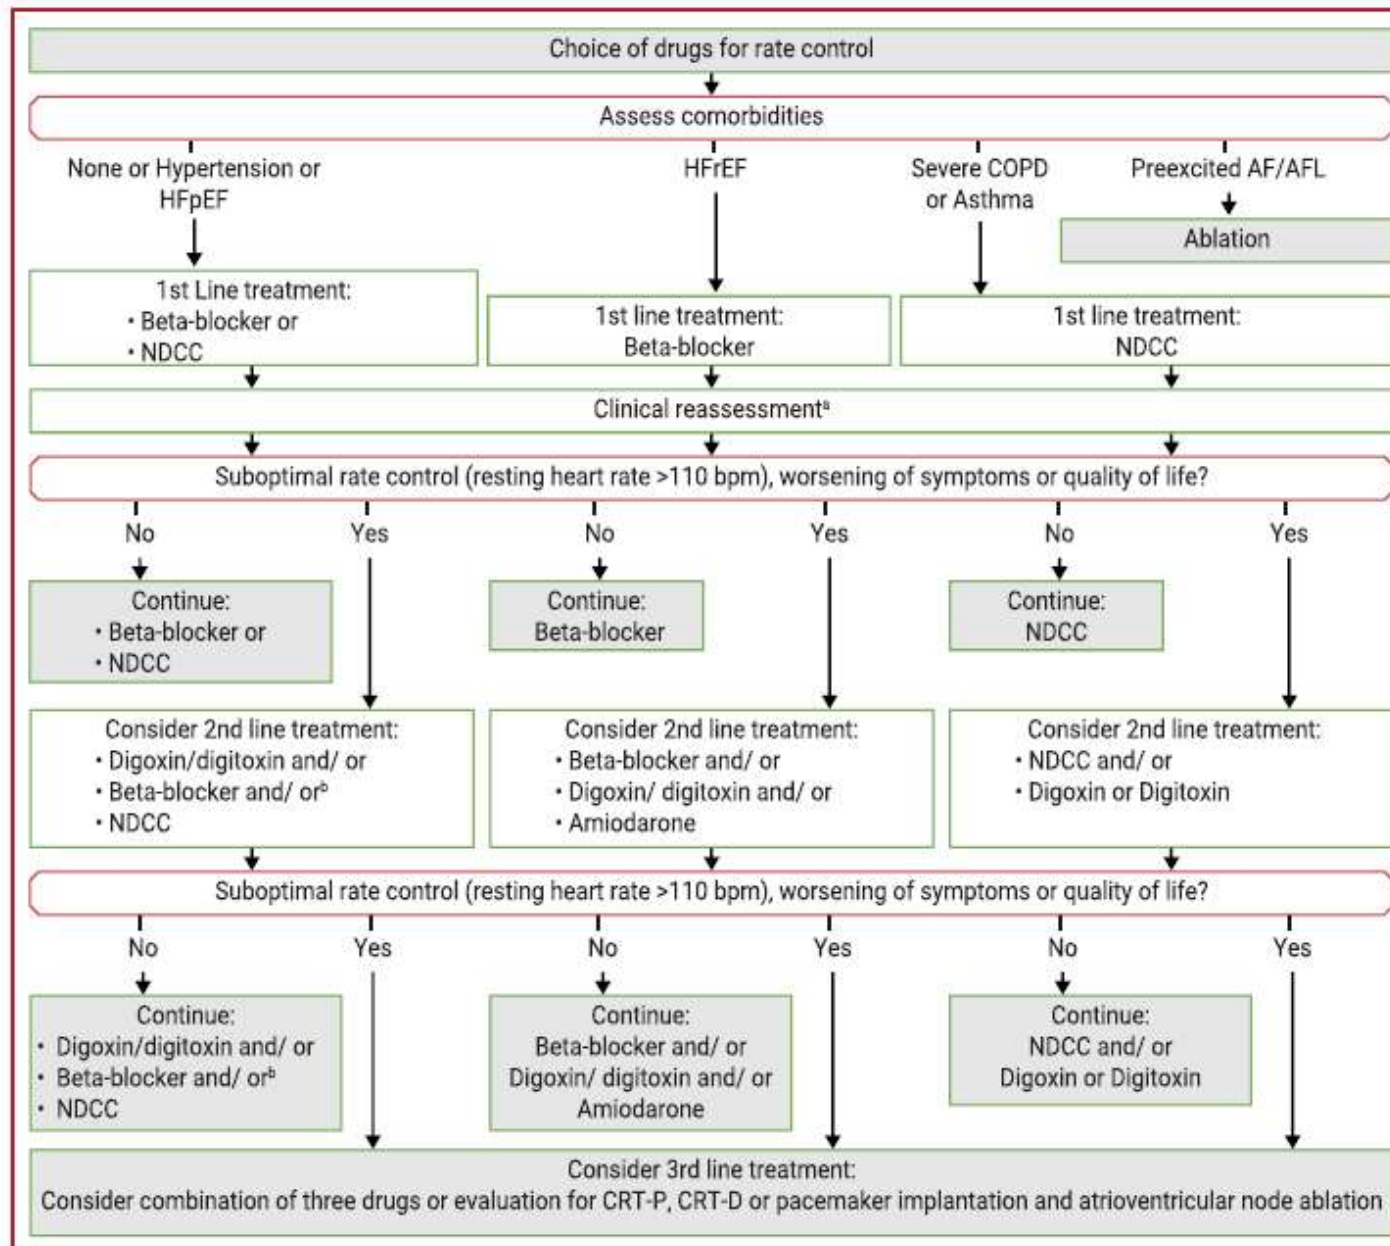 Choice of drugs for rate control
Assess comorbidities
None or Hypertension or
HFpEF
HFrEF
Severe COPD
or Asthma
Preexcited AF/AFL
Ablation
1st Line treatment:
• Beta-blocker or
• NDCC
1st line treatment:
Beta-blocker
1st line treatment:
NDCC
Clinical reassessmentᵃ
Suboptimal rate control (resting heart rate >110 bpm), worsening of symptoms or quality of life?
No
Yes
No
Yes
No
Yes
Continue:
• Beta-blocker or
• NDCC
Continue:
Beta-blocker
Continue:
NDCC
Consider 2nd line treatment:
• Digoxin/digitoxin and/ or
• Beta-blocker and/ orᵇ
• NDCC
Consider 2nd line treatment:
• Beta-blocker and/ or
• Digoxin/ digitoxin and/ or
• Amiodarone
Consider 2nd line treatment:
• NDCC and/ or
• Digoxin or Digitoxin
Suboptimal rate control (resting heart rate >110 bpm), worsening of symptoms or quality of life?
No
Yes
No
Yes
No
Yes
Continue:
• Digoxin/digitoxin and/ or
• Beta-blocker and/ orᵇ
• NDCC
Continue:
Beta-blocker and/ or
Digoxin/ digitoxin and/ or
Amiodarone
Continue:
NDCC and/ or
Digoxin or Digitoxin
Consider 3rd line treatment:
Consider combination of three drugs or evaluation for CRT-P, CRT-D or pacemaker implantation and atrioventricular node ablation